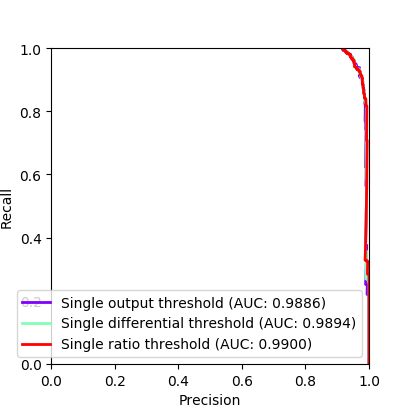 1.0
0.8
0.6
0.4
0.2
0.0
Recall
Single output threshold (AUC: 0.9886)
Single differential threshold (AUC: 0.9894)
Single ratio threshold (AUC: 0.9900)
0.0 0.2 0.4 0.6 0.8 1.0
Precision